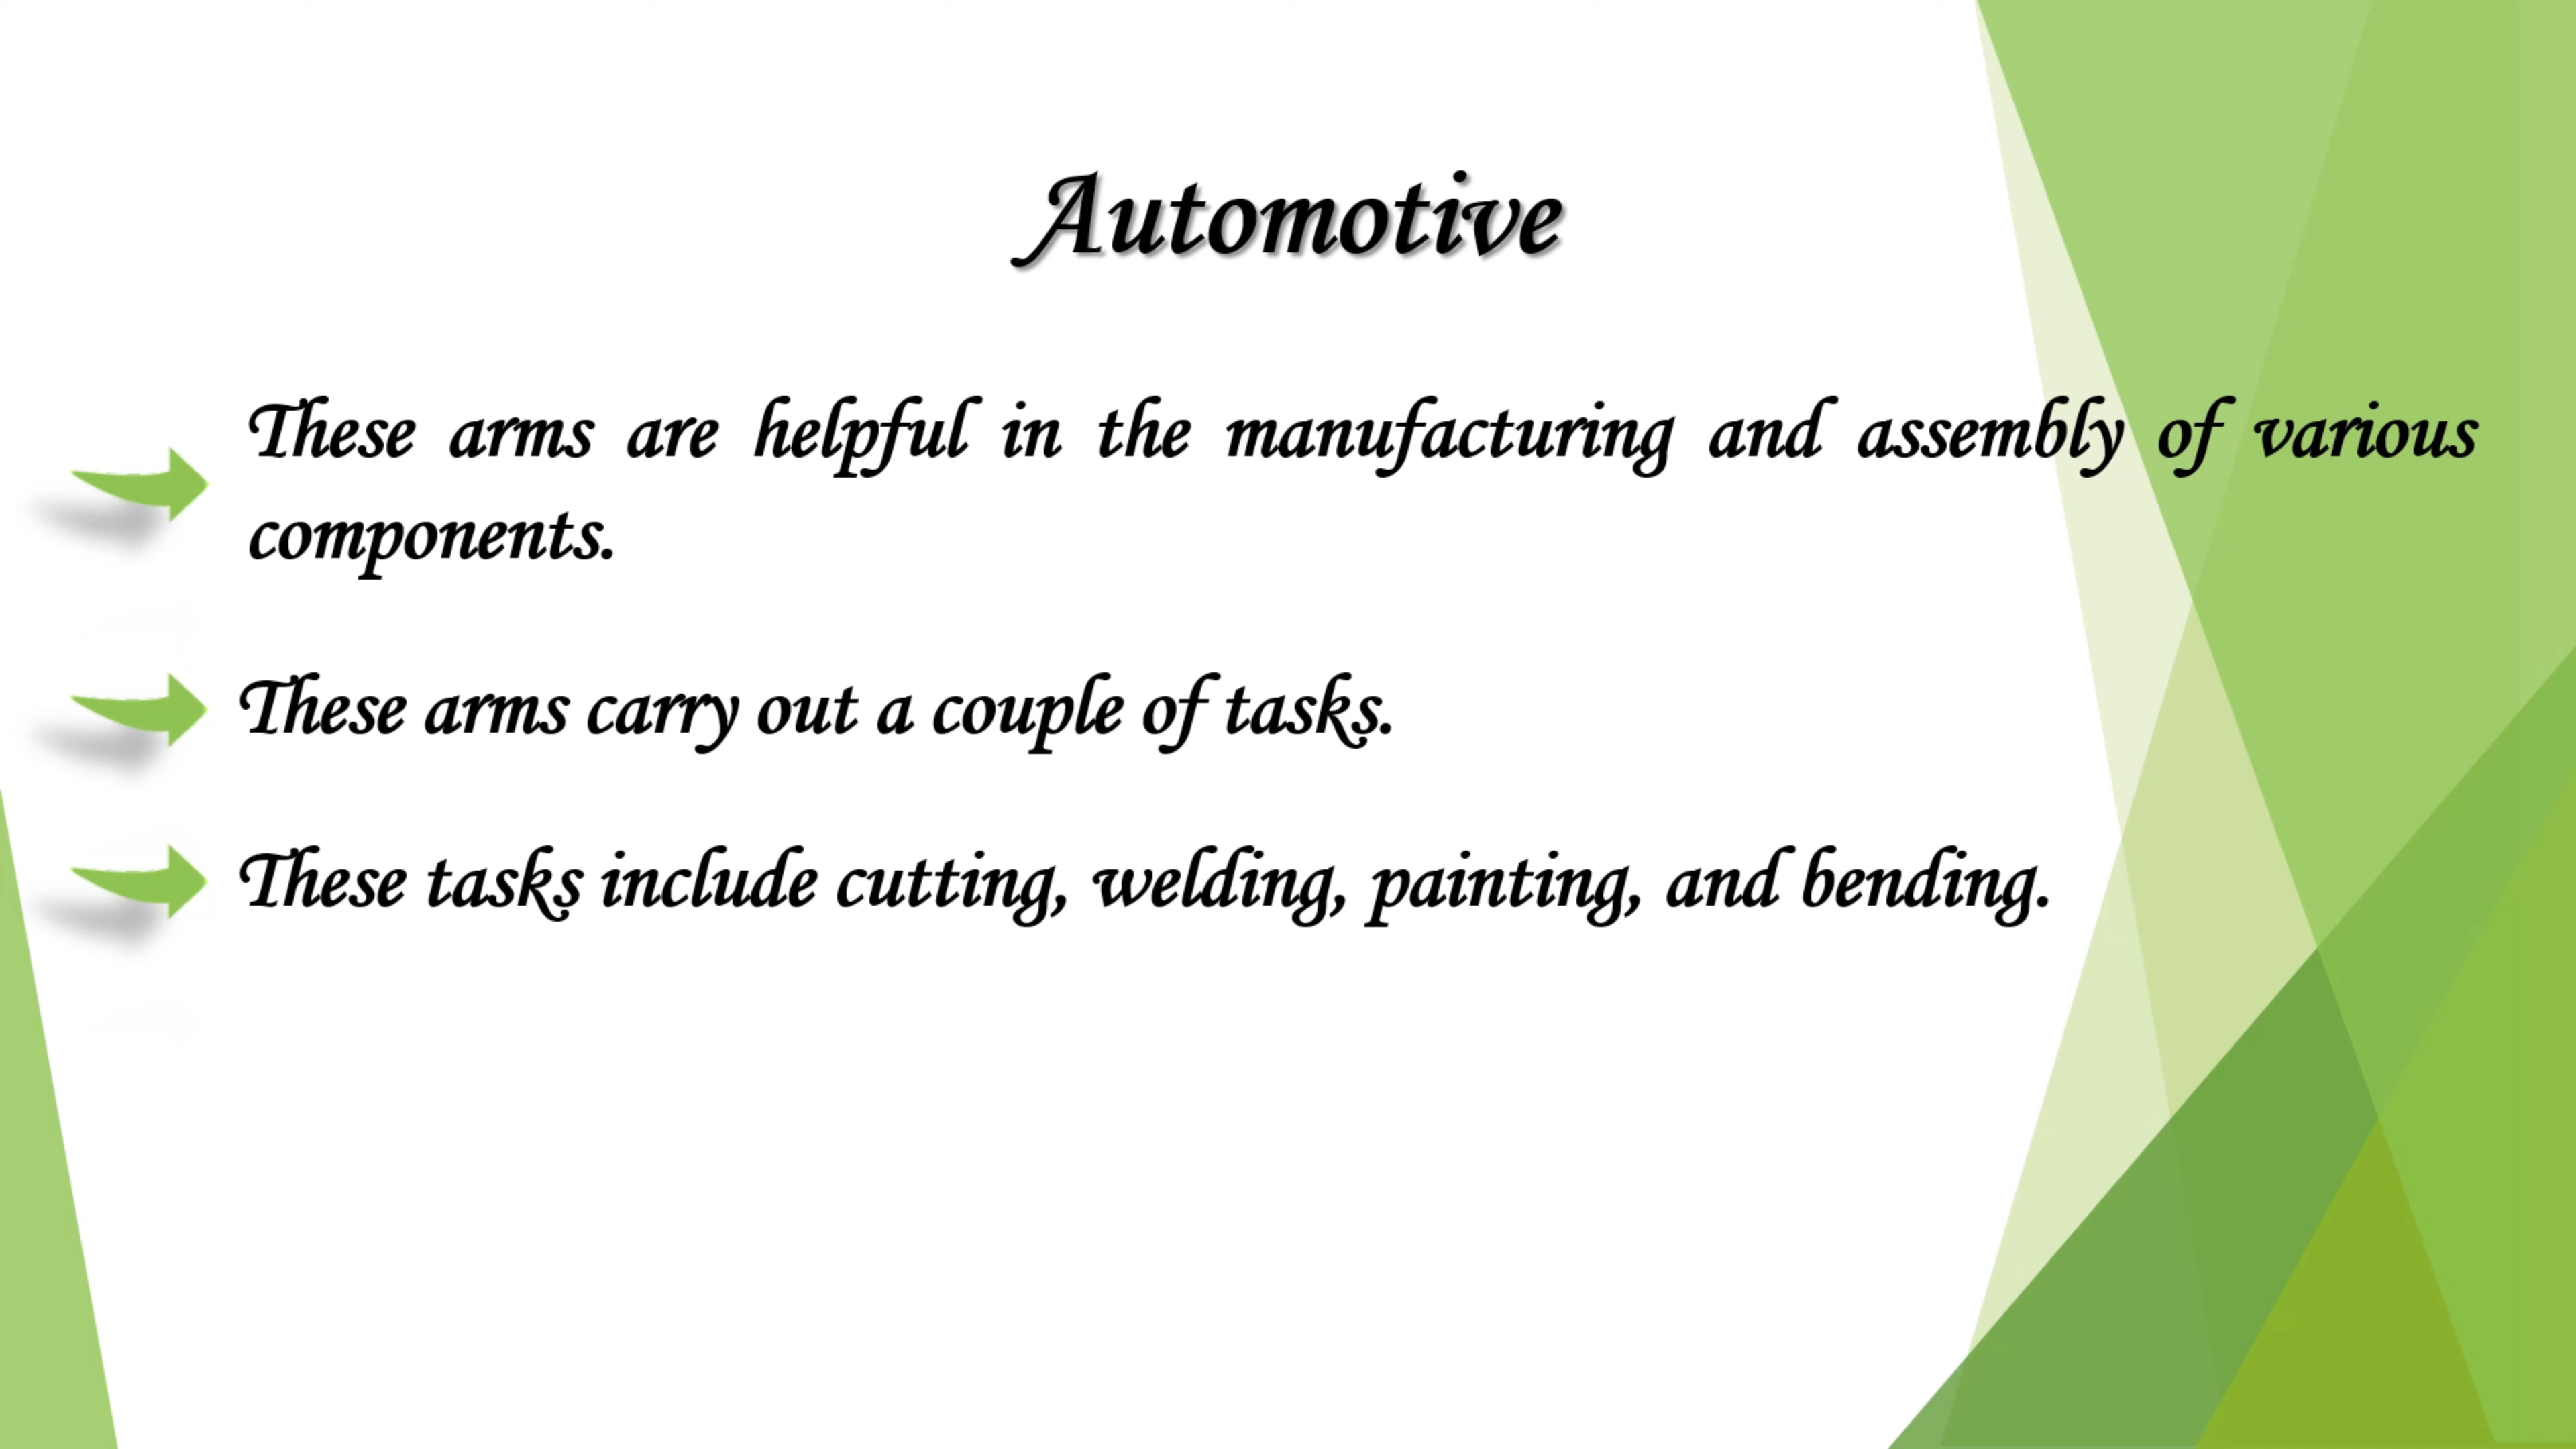 Automotive
These arms are helpful in the manufacturing and assembly of various
components.
These arms carry out a couple of tasks.
These tasks include cutting, welding, painting, and bending.